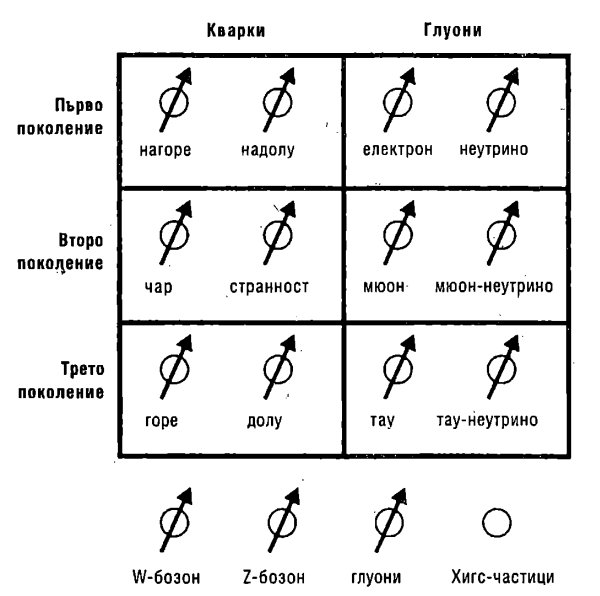 Кварки Глуони
Първо
поколение
нагоре надолу електрон неутрино
Второ
поколение
чар странност мюон мюон-неутрино
Трето
поколение
горе долу тау тау-неутрино
W-бозон Z-бозон глуони Хигс-частици